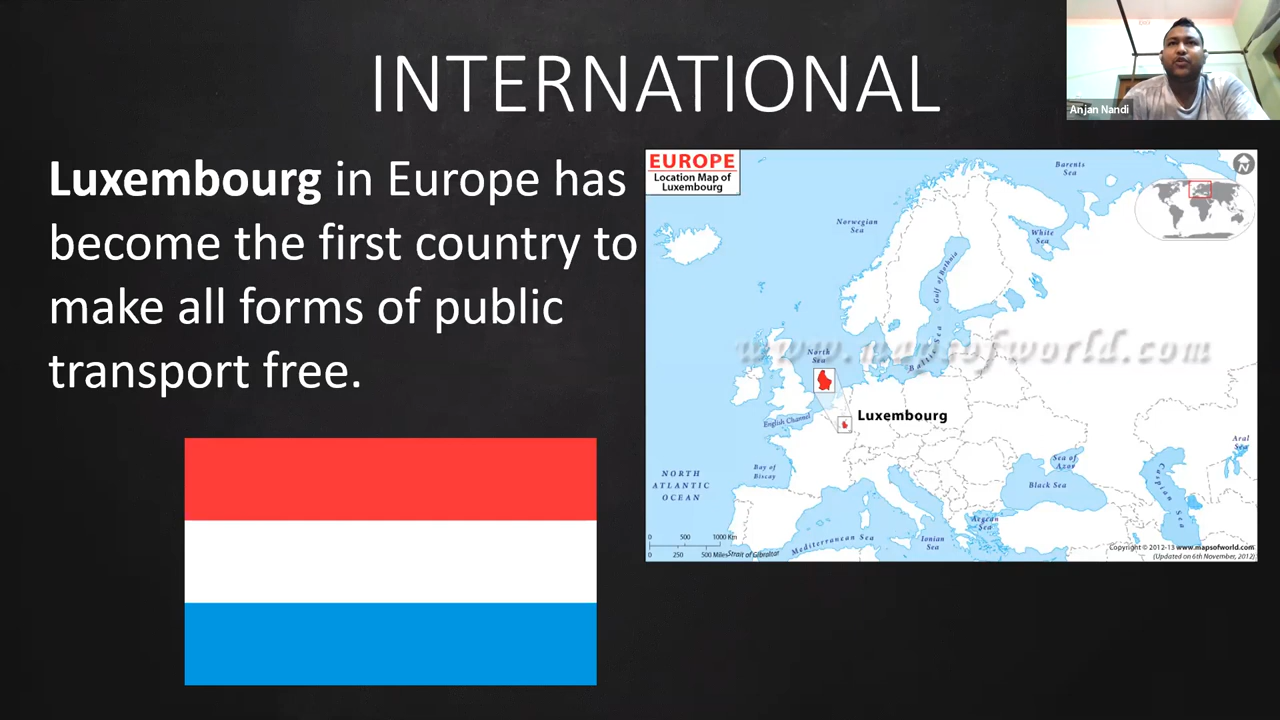 INTERNATIONAL
Anjan Nandi
Luxembourg in Europe has
become the first country to
make all forms of public
transport free.
EUROPE
Location Map of
Luxembourg
N
Barents
Sea
Norwegian
Sea
White
Sea
Gulf of Bothnia
www.mapsofworld.com
North
Sea
Baltic Sea
Luxembourg
English Channel
Aral
Sea
Sea of
Azov
Bay of
Biscay
NORTH
ATLANTIC
OCEAN
Black Sea
Caspian Sea
Aegean
Sea
Mediterranean Sea
Ionian
Sea
0 500 1000 Km
0 250 500 Miles
Strait of Gibraltar
Copyright © 2012-13 www.mapsofworld.com
(Updated on 6th November, 2012)